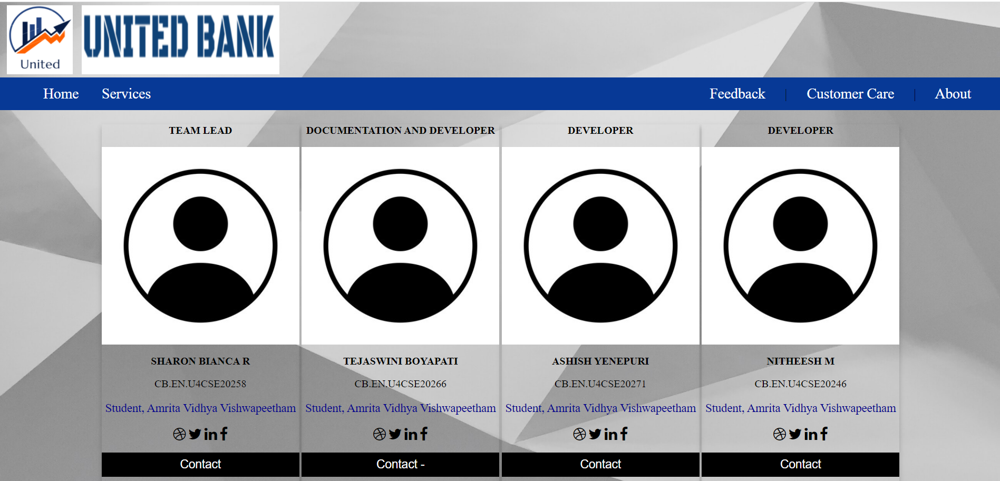 United
UNITED BANK
Home Services Feedback | Customer Care | About
TEAM LEAD
SHARON BIANCA R
CB.EN.U4CSE20258
Student, Amrita Vidhya Vishwapeetham
Contact
DOCUMENTATION AND DEVELOPER
TEJASWINI BOYAPATI
CB.EN.U4CSE20266
Student, Amrita Vidhya Vishwapeetham
Contact -
DEVELOPER
ASHISH YENEPURI
CB.EN.U4CSE20271
Student, Amrita Vidhya Vishwapeetham
Contact
DEVELOPER
NITHEESH M
CB.EN.U4CSE20246
Student, Amrita Vidhya Vishwapeetham
Contact